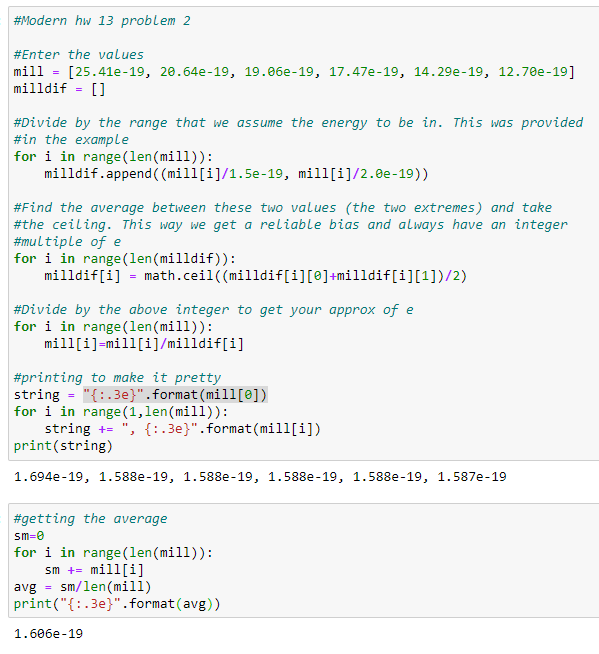 #Modern hw 13 problem 2
#Enter the values
mill = [25.41e-19, 20.64e-19, 19.06e-19, 17.47e-19, 14.29e-19, 12.70e-19]
milldif = []
#Divide by the range that we assume the energy to be in. This was provided
#in the example
for i in range(len(mill)):
    milldif.append((mill[i]/1.5e-19, mill[i]/2.0e-19))
#Find the average between these two values (the two extremes) and take
#the ceiling. This way we get a reliable bias and always have an integer
#multiple of e
for i in range(len(milldif)):
    milldif[i] = math.ceil((milldif[i][0]+milldif[i][1])/2)
#Divide by the above integer to get your approx of e
for i in range(len(mill)):
    mill[i]=mill[i]/milldif[i]
#printing to make it pretty
string = "{:.3e}".format(mill[0])
for i in range(1,len(mill)):
    string += ", {:.3e}".format(mill[i])
print(string)
1.694e-19, 1.588e-19, 1.588e-19, 1.588e-19, 1.588e-19, 1.587e-19
#getting the average
sm=0
for i in range(len(mill)):
    sm += mill[i]
avg = sm/len(mill)
print("{:.3e}".format(avg))
1.606e-19